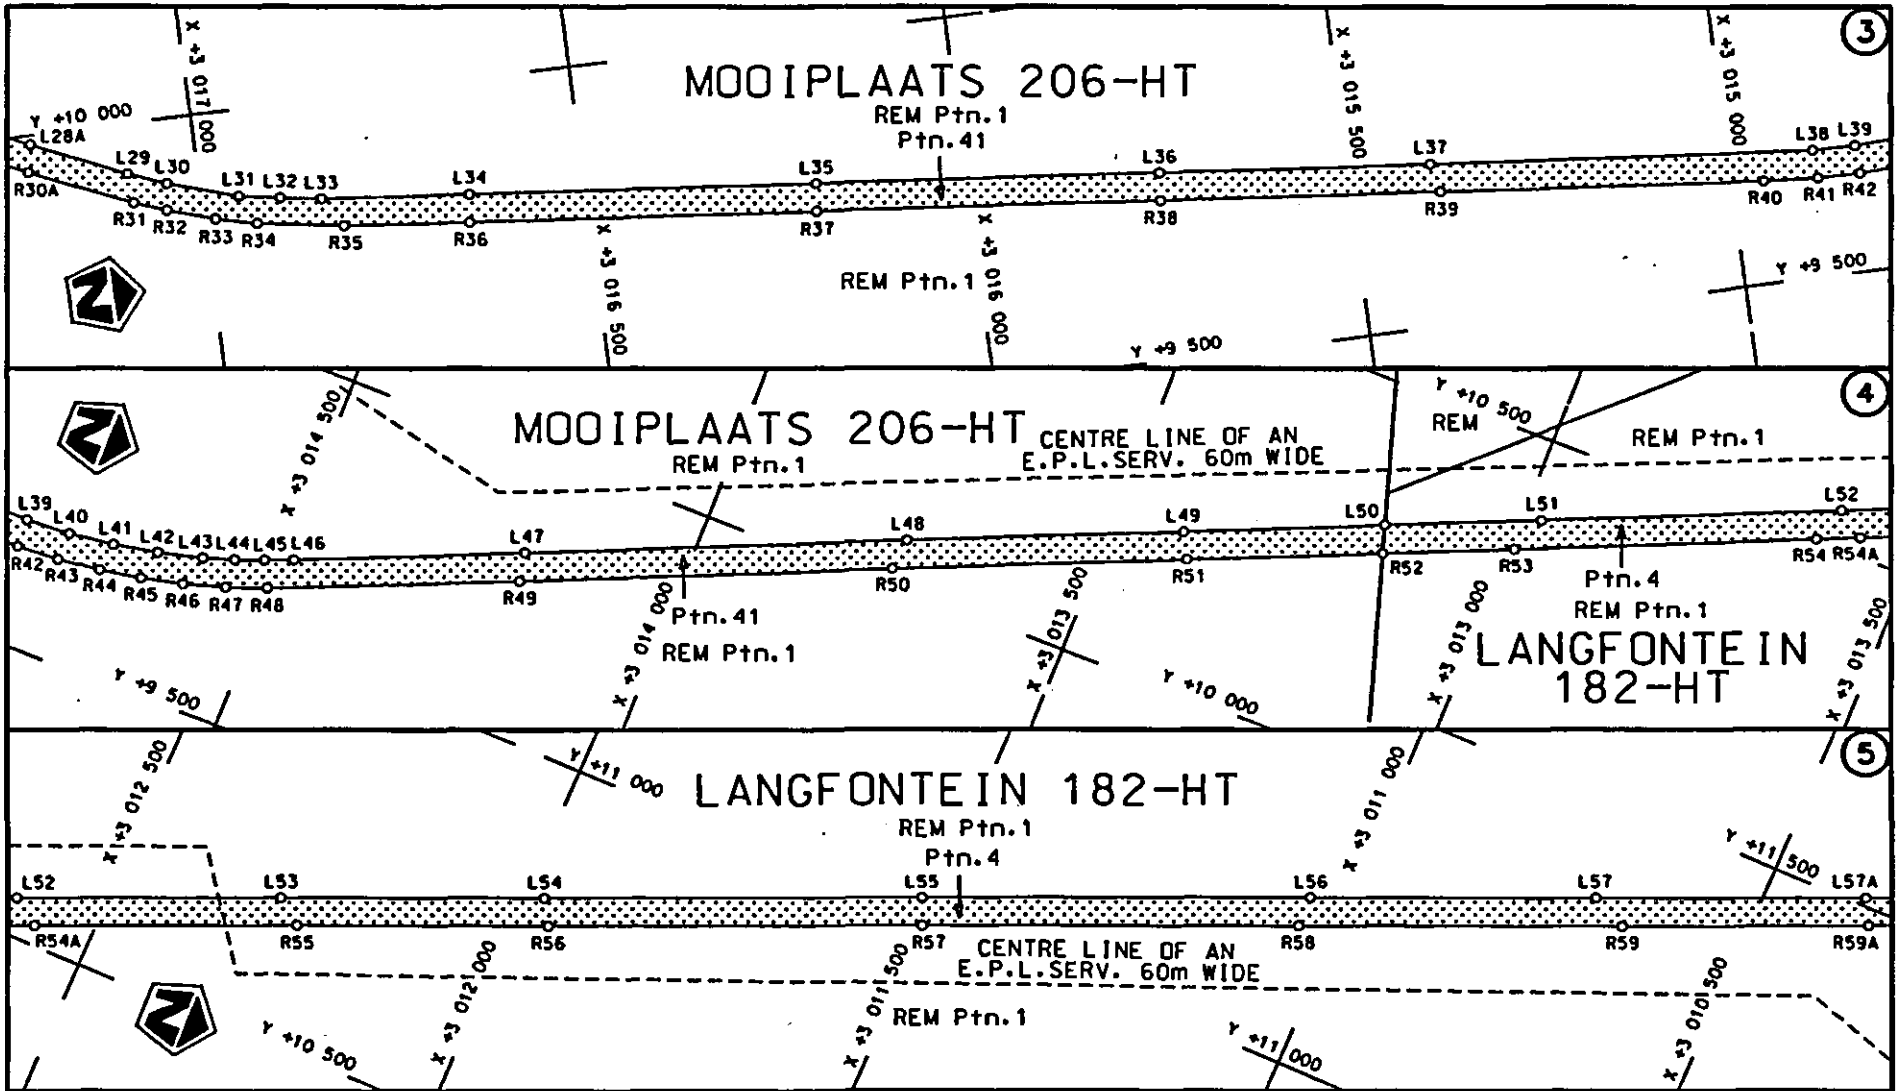 3
X +3 017 000
X +3 015 500
X +3 015 000
MOOIPLAATS 206-HT
REM Ptn.1
Ptn.41
Y +10 000
L28A
L29
L30
L31
L32
L33
L34
L35
L36
L37
L38
L39
R30A
R31
R32
R33
R34
R35
R36
R37
R38
R39
R40
R41
R42
X +3 016 500
X +3 016 000
REM Ptn.1
Y +9 500
Y +9 500
N
4
N
X +3 014 500
MOOIPLAATS 206-HT
REM Ptn.1
CENTRE LINE OF AN
E.P.L.SERV. 60m WIDE
Y +10 500
REM
REM Ptn.1
L39
L40
L41
L42
L43
L44
L45
L46
L47
L48
L49
L50
L51
L52
R42
R43
R44
R45
R46
R47
R48
R49
R50
R51
R52
R53
R54
R54A
Ptn.41
REM Ptn.1
Ptn.4
REM Ptn.1
LANGFONTEIN
182-HT
Y +9 500
X +3 014 000
X +3 013 500
Y +10 000
X +3 013 000
X +3 013 500
5
X +3 012 500
Y +11 000
LANGFONTEIN 182-HT
REM Ptn.1
Ptn.4
X +3 011 000
Y +11 500
L52
L53
L54
L55
L56
L57
L57A
R54A
R55
R56
R57
R58
R59
R59A
CENTRE LINE OF AN
E.P.L.SERV. 60m WIDE
REM Ptn.1
N
Y +10 500
X +3 012 000
X +3 011 500
Y +11 000
X +3 010 500